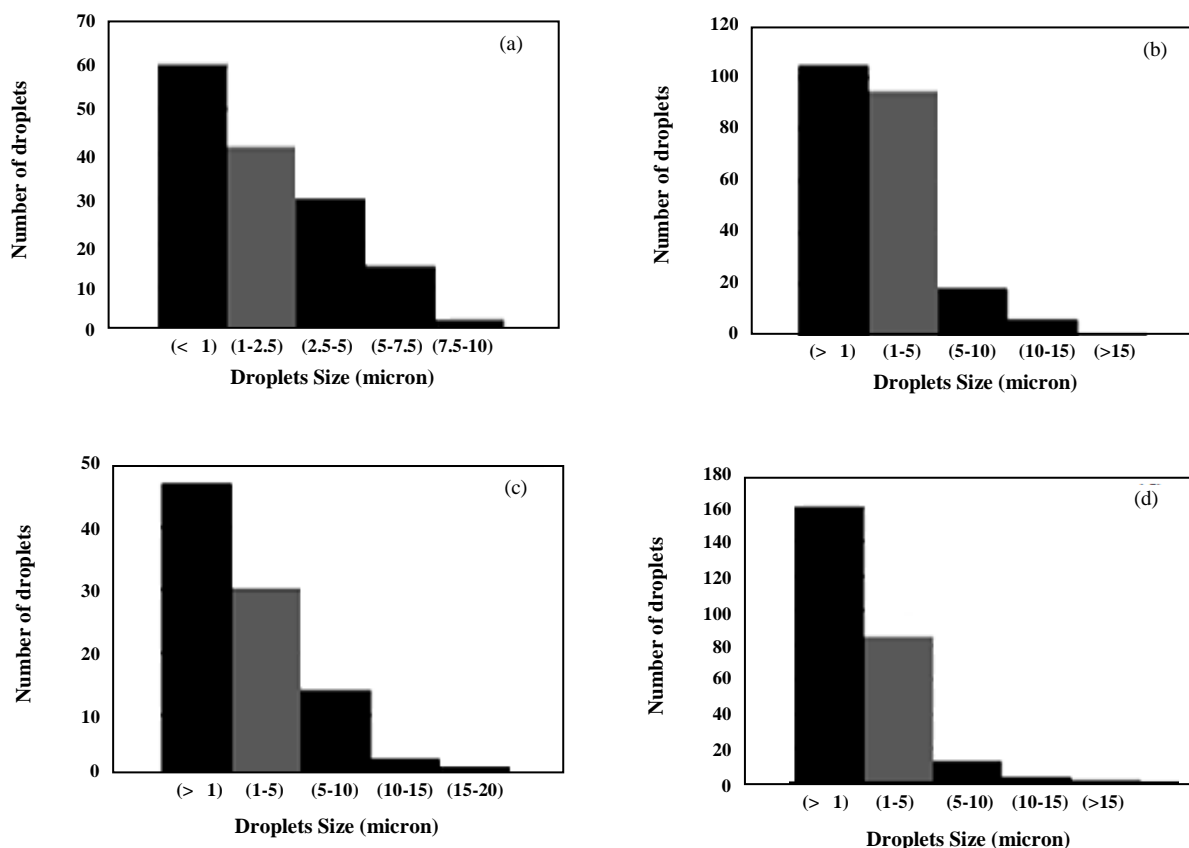 (a)
70
60
50
40
30
20
10
0
Number of droplets
(< 1) (1-2.5) (2.5-5) (5-7.5) (7.5-10)
Droplets Size (micron)
(b)
120
100
80
60
40
20
0
Number of droplets
(> 1) (1-5) (5-10) (10-15) (>15)
Droplets Size (micron)
(c)
50
40
30
20
10
0
Number of droplets
(> 1) (1-5) (5-10) (10-15) (15-20)
Droplets Size (micron)
(d)
180
160
140
120
100
80
60
40
20
0
Number of droplets
(> 1) (1-5) (5-10) (10-15) (>15)
Droplets Size (micron)